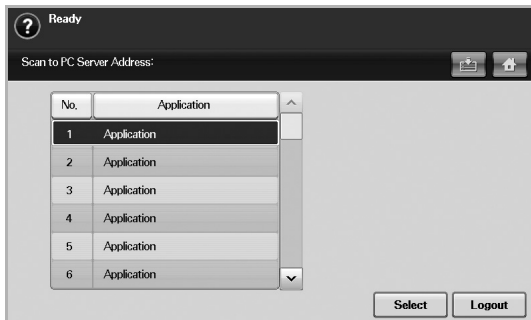 ? Ready
Scan to PC Server Address:
No. Application
1 Application
2 Application
3 Application
4 Application
5 Application
6 Application
Select Logout